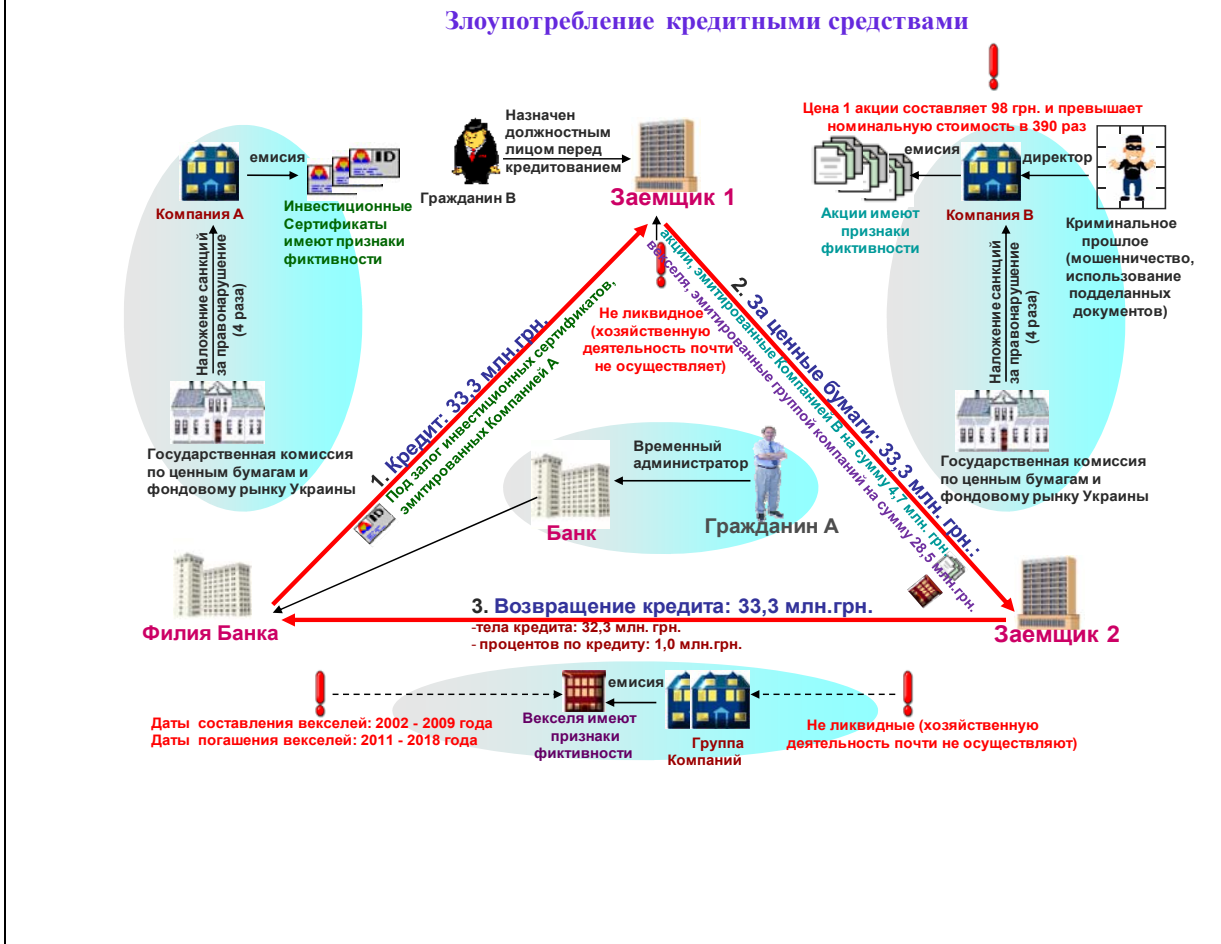 Злоупотребление кредитными средствами
Цена 1 акции составляет 98 грн. и превышает
номинальную стоимость в 390 раз
Назначен
должностным
лицом перед
кредитованием
Гражданин В
Заемщик 1
емисия
Компания А
Инвестиционные
Сертификаты
имеют признаки
фиктивности
Наложение санкций
за правонарушение
(4 раза)
Государственная комиссия
по ценным бумагам и
фондовому рынку Украины
емисия
директор
Акции имеют
признаки
фиктивности
Компания В
Криминальное
прошлое
(мошенничество,
использование
подделанных
документов)
Наложение санкций
за правонарушение
(4 раза)
Государственная комиссия
по ценным бумагам и
фондовому рынку Украины
Не ликвидное
(хозяйственную
деятельность почти
не осуществляет)
1. Кредит: 33,3 млн.грн.
Под залог инвестиционных сертификатов,
эмитированных Компанией А
2. За ценные бумаги: 33,3 млн. грн.:
акции, эмитированные Компанией В на сумму 4,7 млн. грн.
векселя, эмитированные группой компаний на сумму 28,5 млн.грн.
Временный
администратор
Банк
Гражданин А
Филия Банка
3. Возвращение кредита: 33,3 млн.грн.
-тела кредита: 32,3 млн. грн.
- процентов по кредиту: 1,0 млн.грн.
Заемщик 2
емисия
Даты составления векселей: 2002 - 2009 года
Даты погашения векселей: 2011 - 2018 года
Векселя имеют
признаки
фиктивности
Группа
Компаний
Не ликвидные (хозяйственную
деятельность почти не осуществляют)
ID
ID